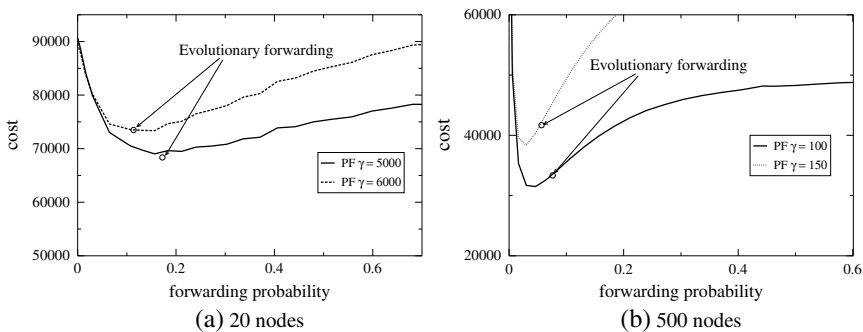 90000
80000
70000
60000
50000
cost
Evolutionary forwarding
PF γ = 5000
PF γ = 6000
0
0.2
0.4
0.6
forwarding probability
(a) 20 nodes
60000
40000
20000
cost
Evolutionary forwarding
PF γ = 100
PF γ = 150
0
0.2
0.4
0.6
forwarding probability
(b) 500 nodes